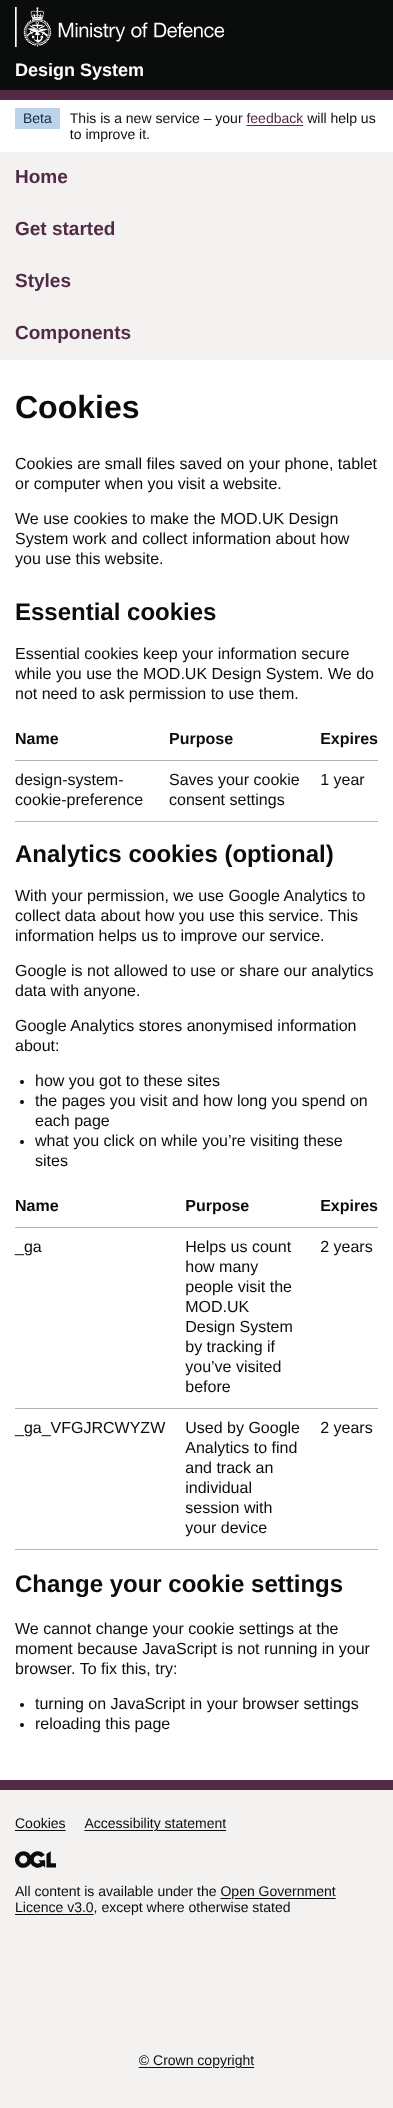 Ministry of Defence
Design System
Beta
This is a new service – your feedback will help us
to improve it.
Home
Get started
Styles
Components
Cookies
Cookies are small files saved on your phone, tablet
or computer when you visit a website.
We use cookies to make the MOD.UK Design
System work and collect information about how
you use this website.
Essential cookies
Essential cookies keep your information secure
while you use the MOD.UK Design System. We do
not need to ask permission to use them.
Name Purpose Expires
design-system- Saves your cookie 1 year
cookie-preference consent settings
Analytics cookies (optional)
With your permission, we use Google Analytics to
collect data about how you use this service. This
information helps us to improve our service.
Google is not allowed to use or share our analytics
data with anyone.
Google Analytics stores anonymised information
about:
• how you got to these sites
• the pages you visit and how long you spend on
each page
• what you click on while you’re visiting these
sites
Name Purpose Expires
_ga Helps us count 2 years
how many
people visit the
MOD.UK
Design System
by tracking if
you’ve visited
before
_ga_VFGJRCWYZW Used by Google 2 years
Analytics to find
and track an
individual
session with
your device
Change your cookie settings
We cannot change your cookie settings at the
moment because JavaScript is not running in your
browser. To fix this, try:
• turning on JavaScript in your browser settings
• reloading this page
Cookies Accessibility statement
OGL
All content is available under the Open Government
Licence v3.0, except where otherwise stated
© Crown copyright